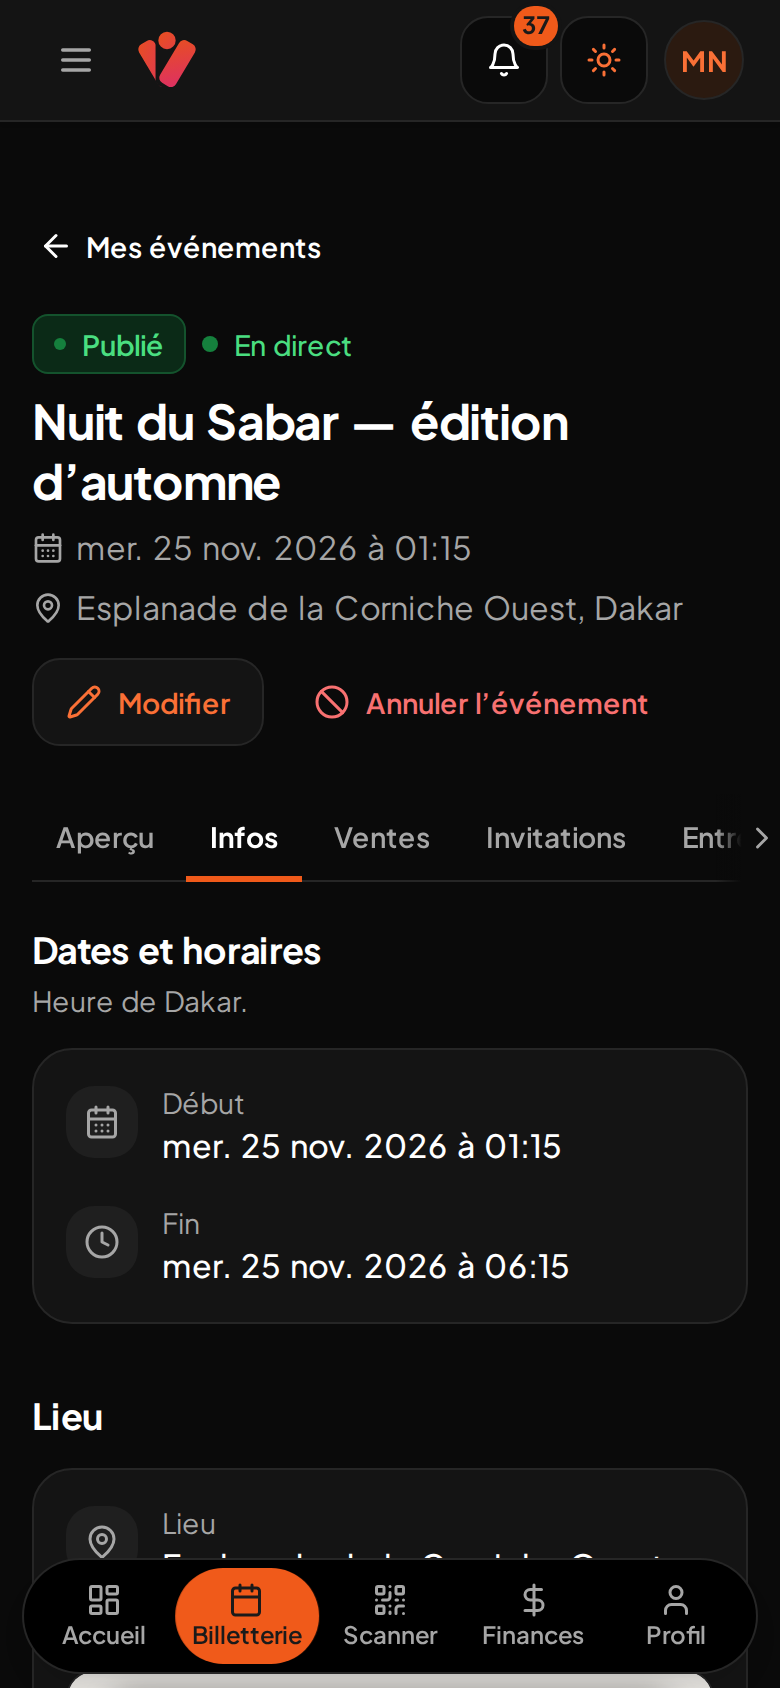 37
MN
Mes événements
Publié
En direct
Nuit du Sabar — édition
d’automne
mer. 25 nov. 2026 à 01:15
Esplanade de la Corniche Ouest, Dakar
Modifier
Annuler l’événement
Aperçu Infos Ventes Invitations
Dates et horaires
Heure de Dakar.
Début
mer. 25 nov. 2026 à 01:15
Fin
mer. 25 nov. 2026 à 06:15
Lieu
Lieu
Accueil Billetterie Scanner Finances Profil